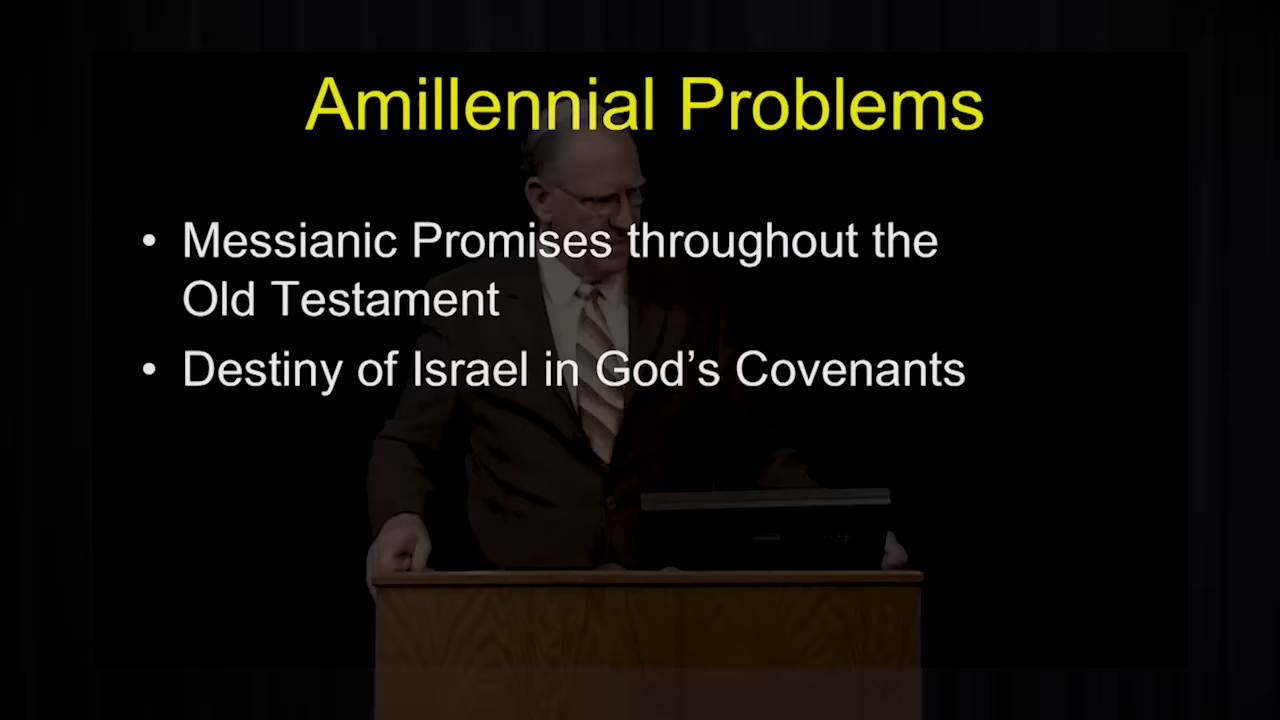 Amillennial Problems
• Messianic Promises throughout the
Old Testament
• Destiny of Israel in God's Covenants